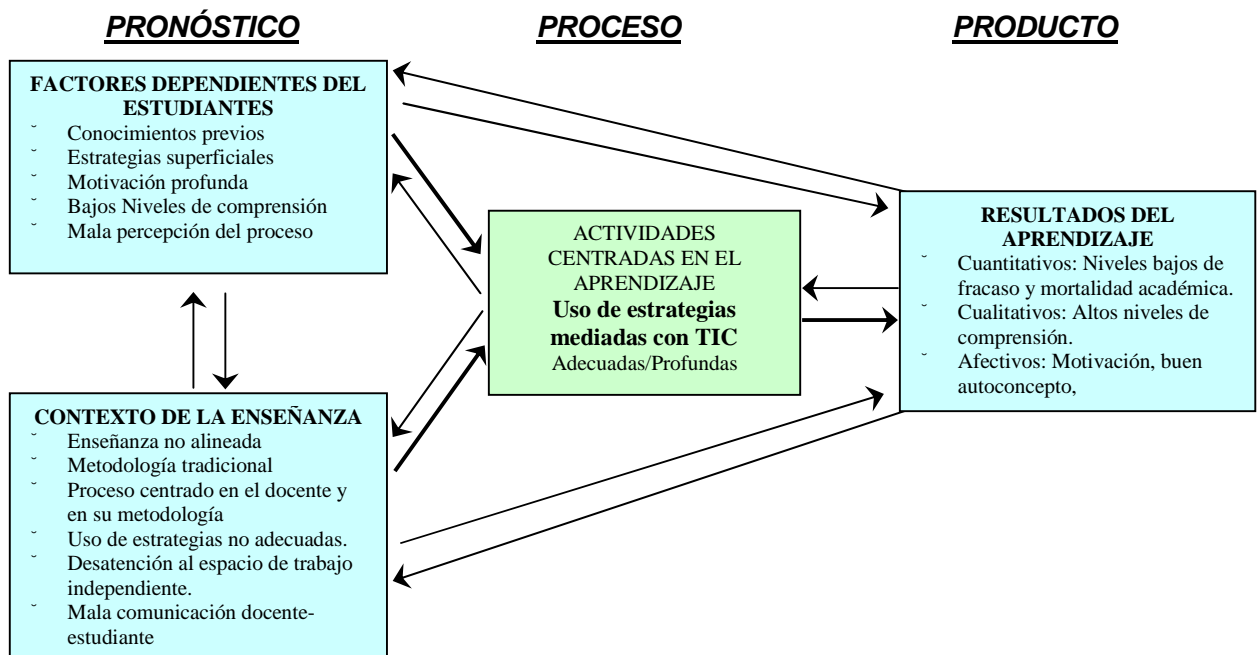 PRONÓSTICO
PROCESO
PRODUCTO
FACTORES DEPENDIENTES DEL
ESTUDIANTES
˘ Conocimientos previos
˘ Estrategias superficiales
˘ Motivación profunda
˘ Bajos Niveles de comprensión
˘ Mala percepción del proceso
ACTIVIDADES
CENTRADAS EN EL
APRENDIZAJE
Uso de estrategias
mediadas con TIC
Adecuadas/Profundas
RESULTADOS DEL
APRENDIZAJE
˘ Cuantitativos: Niveles bajos de
fracaso y mortalidad académica.
˘ Cualitativos: Altos niveles de
comprensión.
˘ Afectivos: Motivación, buen
autoconcepto,
CONTEXTO DE LA ENSEÑANZA
˘ Enseñanza no alineada
˘ Metodología tradicional
˘ Proceso centrado en el docente y
en su metodología
˘ Uso de estrategias no adecuadas.
˘ Desatención al espacio de trabajo
independiente.
˘ Mala comunicación docente-
estudiante